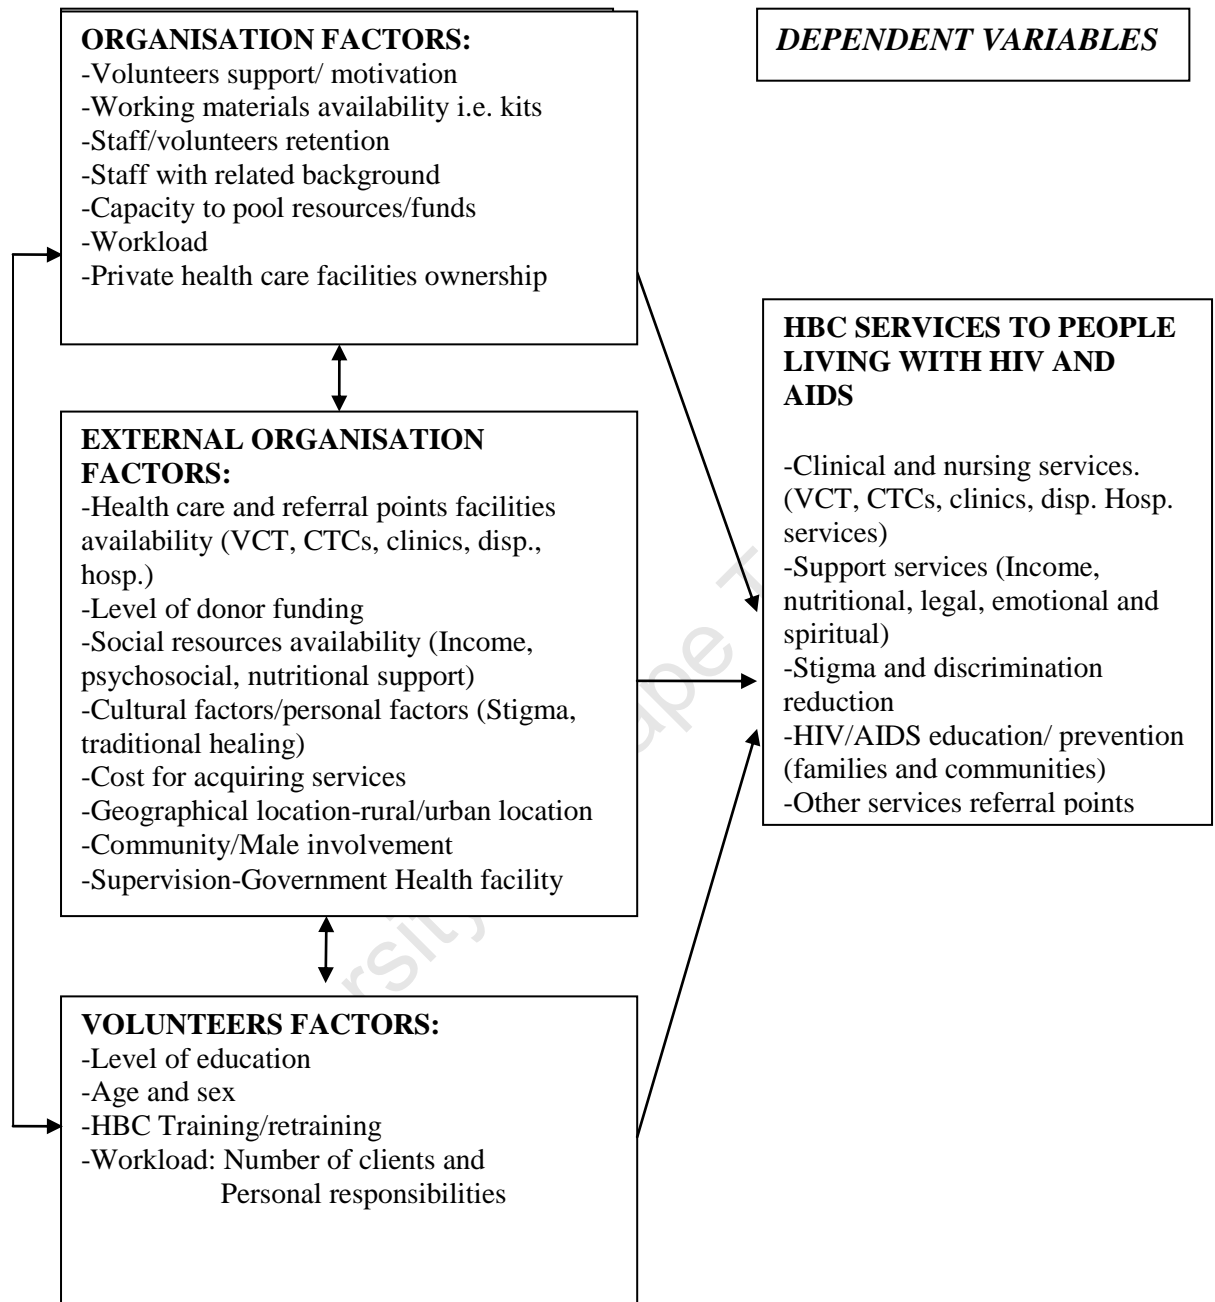 ORGANISATION FACTORS:
-Volunteers support/ motivation
-Working materials availability i.e. kits
-Staff/volunteers retention
-Staff with related background
-Capacity to pool resources/funds
-Workload
-Private health care facilities ownership
EXTERNAL ORGANISATION
FACTORS:
-Health care and referral points facilities
availability (VCT, CTCs, clinics, disp.,
hosp.)
-Level of donor funding
-Social resources availability (Income,
psychosocial, nutritional support)
-Cultural factors/personal factors (Stigma,
traditional healing)
-Cost for acquiring services
-Geographical location-rural/urban location
-Community/Male involvement
-Supervision-Government Health facility
VOLUNTEERS FACTORS:
-Level of education
-Age and sex
-HBC Training/retraining
-Workload: Number of clients and
Personal responsibilities
DEPENDENT VARIABLES
HBC SERVICES TO PEOPLE
LIVING WITH HIV AND
AIDS
-Clinical and nursing services.
(VCT, CTCs, clinics, disp. Hosp.
services)
-Support services (Income,
nutritional, legal, emotional and
spiritual)
-Stigma and discrimination
reduction
-HIV/AIDS education/ prevention
(families and communities)
-Other services referral points